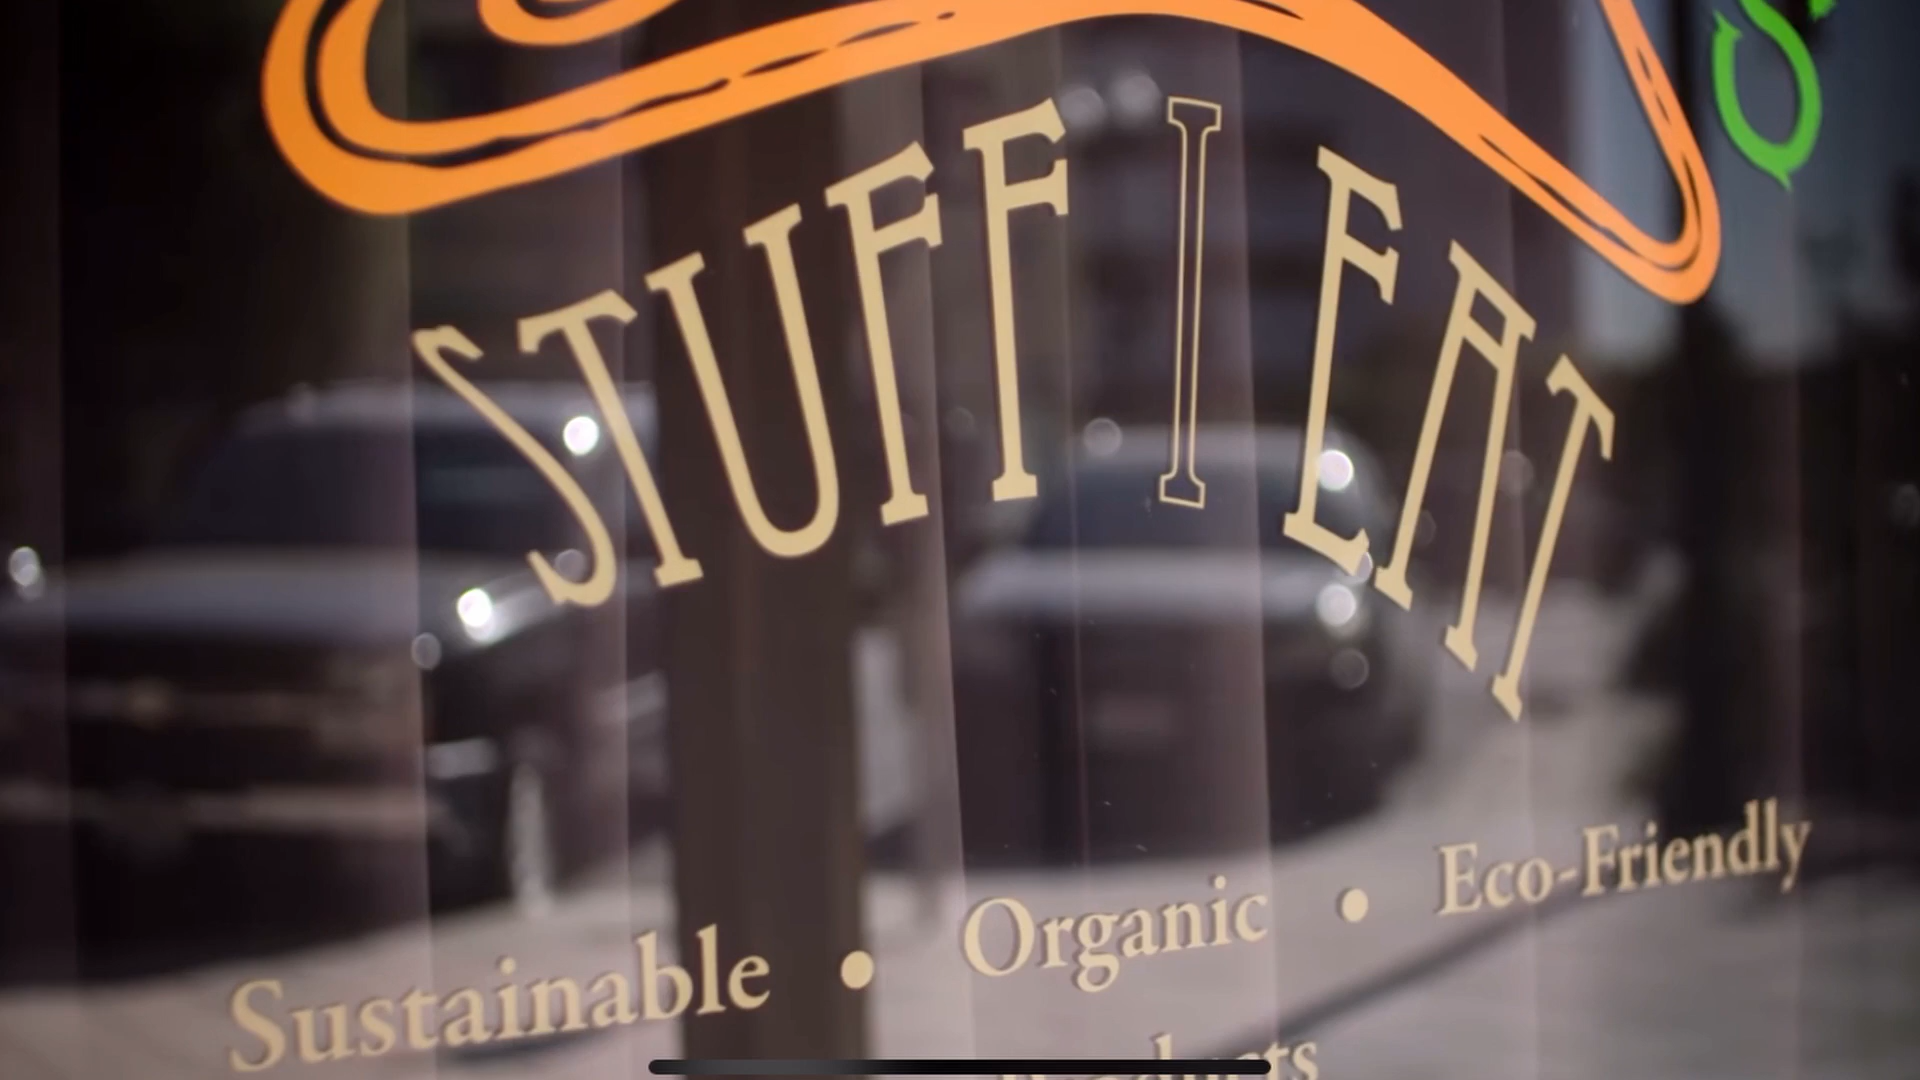 STUFF I EAT
Sustainable • Organic • Eco-Friendly